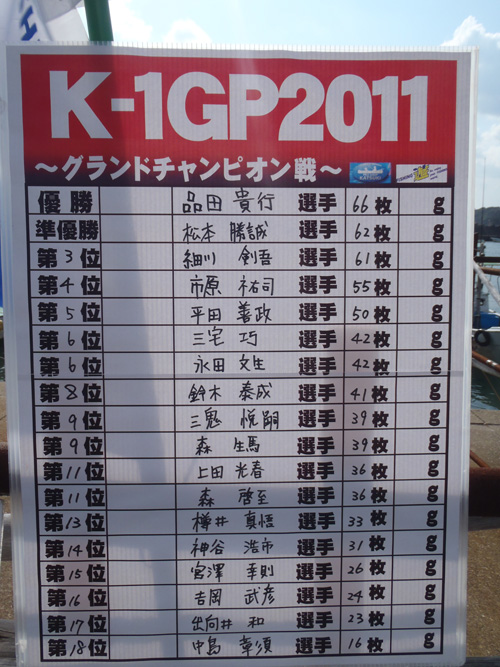 K-1GP2011
～グランドチャンピオン戦～
優勝 品田 貴行 選手 66枚 g
準優勝 松本 勝誠 選手 62枚 g
第3位 細川 創吾 選手 61枚 g
第4位 市原 祐司 選手 55枚 g
第5位 平田 善政 選手 50枚 g
第6位 三宅 巧 選手 42枚 g
第6位 永田 文生 選手 42枚 g
第8位 鈴木 泰成 選手 41枚 g
第9位 三鬼 悦嗣 選手 39枚 g
第9位 森 生馬 選手 39枚 g
第11位 上田 光春 選手 36枚 g
第11位 森 啓至 選手 36枚 g
第13位 樽井 真悟 選手 33枚 g
第14位 神谷 浩市 選手 31枚 g
第15位 宮澤 幸則 選手 26枚 g
第16位 吉岡 武彦 選手 24枚 g
第17位 出向井 和 選手 23枚 g
第18位 中島 章須 選手 16枚 g